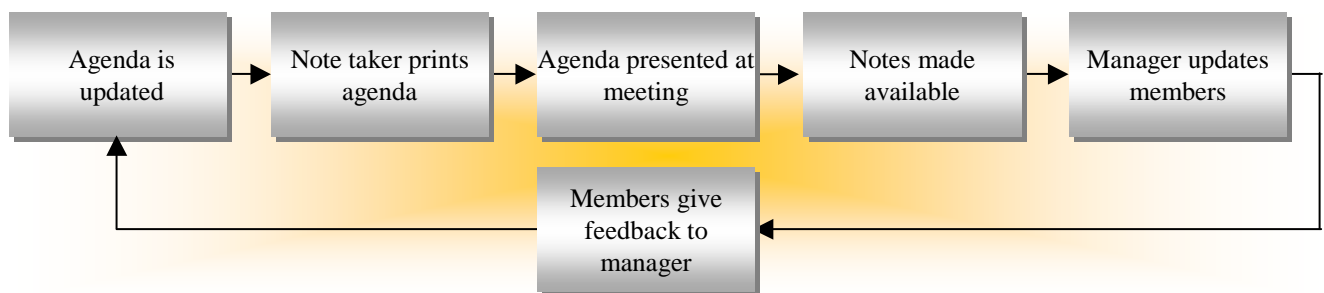 Agenda is
updated
Note taker prints
agenda
Agenda presented at
meeting
Notes made
available
Manager updates
members
Members give
feedback to
manager